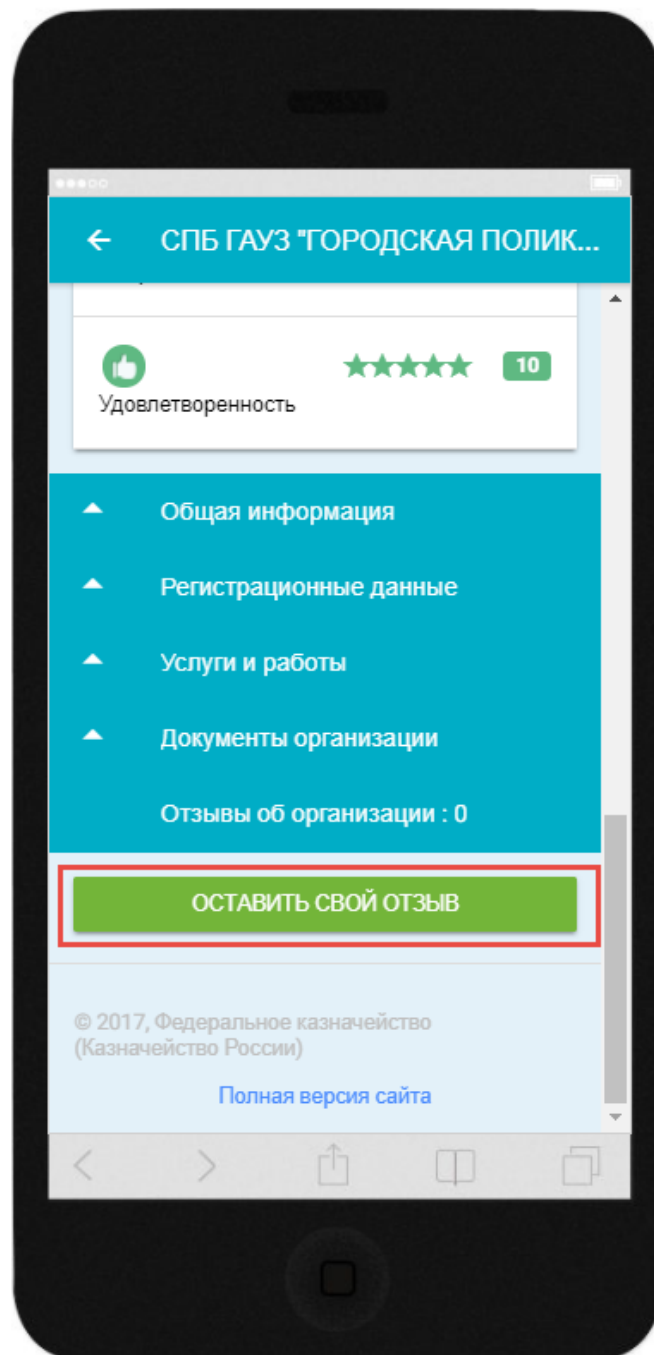 СПБ ГАУЗ "ГОРОДСКАЯ ПОЛИК...
10
Удовлетворенность
Общая информация
Регистрационные данные
Услуги и работы
Документы организации
Отзывы об организации : 0
ОСТАВИТЬ СВОЙ ОТЗЫВ
© 2017, Федеральное казначейство
(Казначейство России)
Полная версия сайта